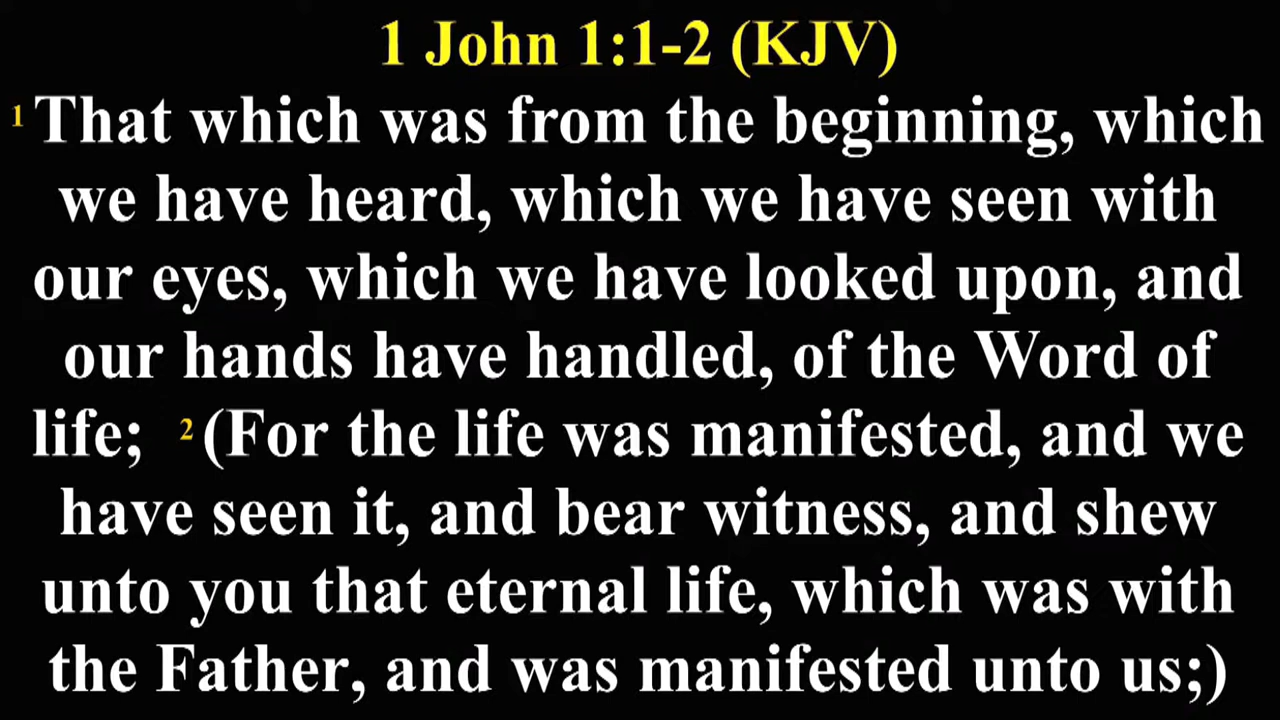 1 John 1:1-2 (KJV)
1 That which was from the beginning, which
we have heard, which we have seen with
our eyes, which we have looked upon, and
our hands have handled, of the Word of
life; 2 (For the life was manifested, and we
have seen it, and bear witness, and shew
unto you that eternal life, which was with
the Father, and was manifested unto us;)